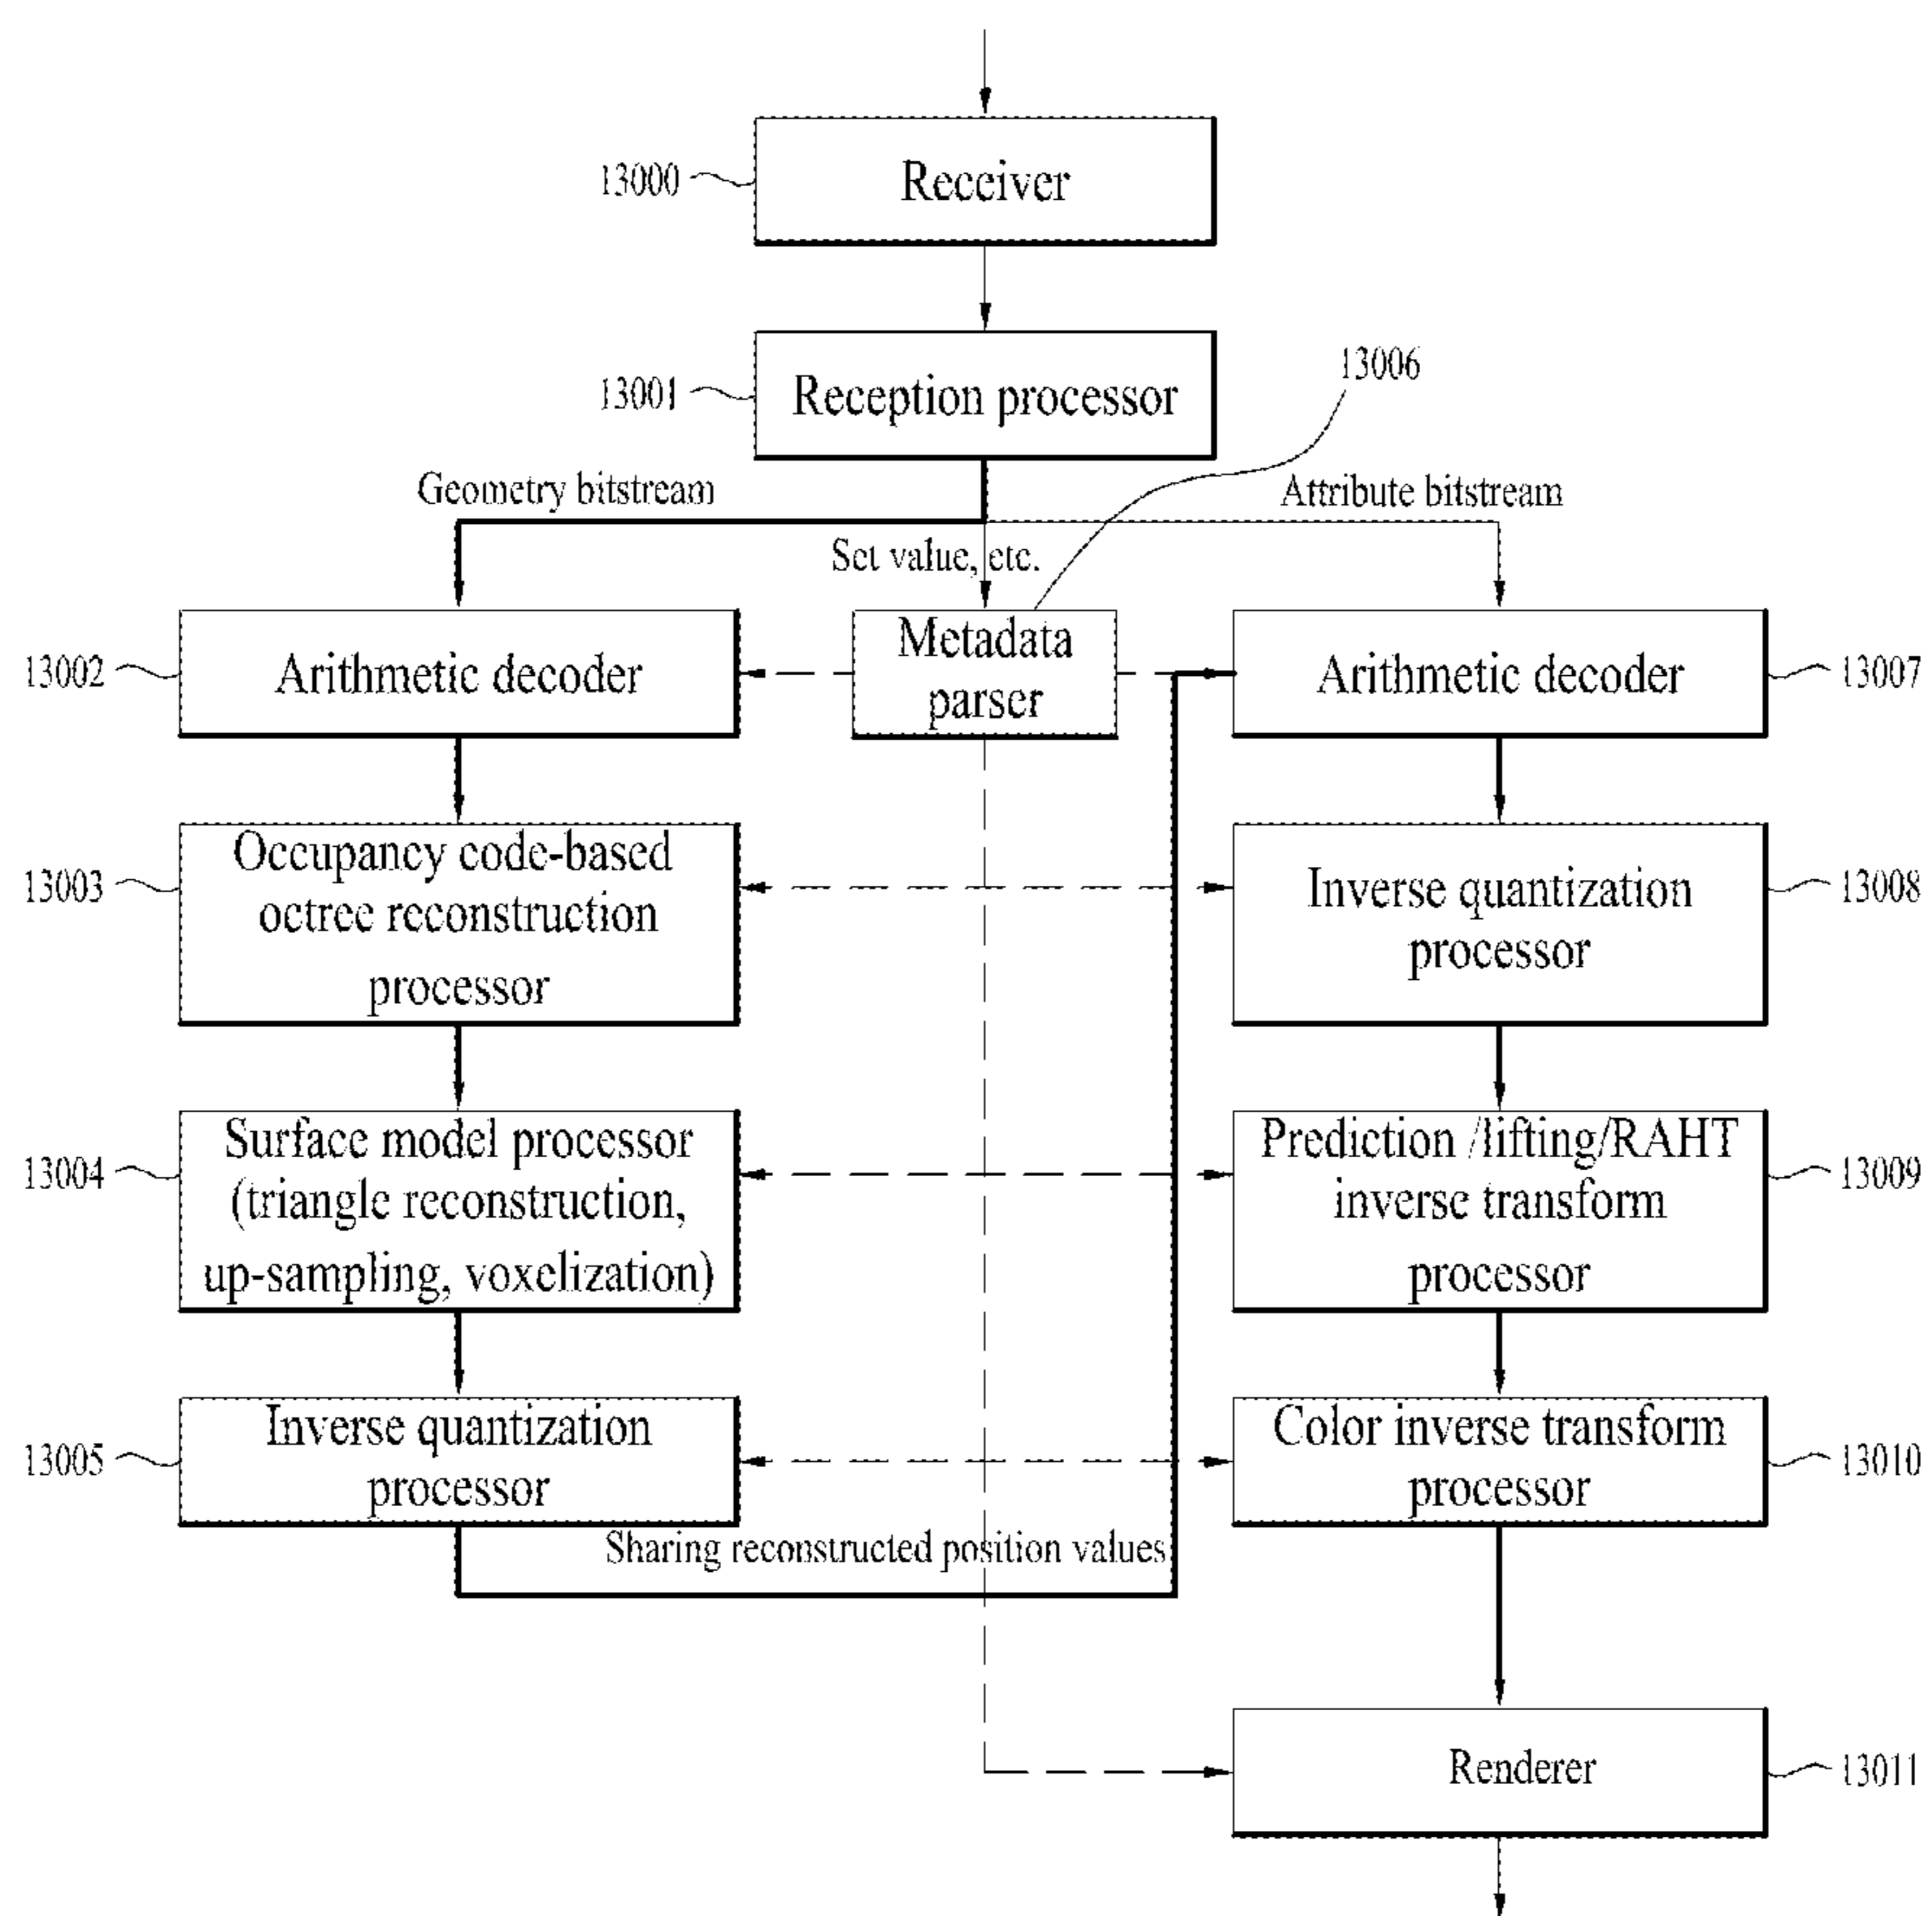 13000
Receiver
13001
Reception processor
13006
Geometry bitstream
Attribute bitstream
Set value, etc.
13002
Arithmetic decoder
Metadata
parser
Arithmetic decoder
13007
13003
Occupancy code-based
octree reconstruction
processor
Inverse quantization
processor
13008
13004
Surface model processor
(triangle reconstruction,
up-sampling, voxelization)
Prediction /lifting/RAHT
inverse transform
processor
13009
13005
Inverse quantization
processor
Color inverse transform
processor
13010
Sharing reconstructed position values
Renderer
13011